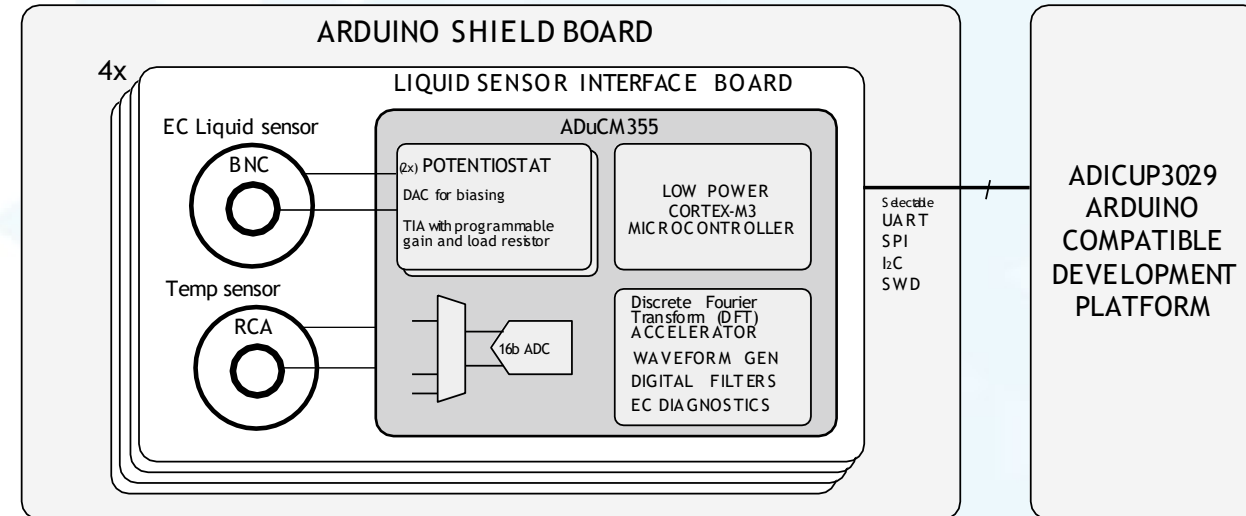 ARDUINO SHIELD BOARD
4x
LIQUID SENSOR INTERFACE BOARD
EC Liquid sensor
BNC
ADuCM355
(2x) POTENTIOSTAT
DAC for biasing
TIA with programmable
gain and load resistor
LOW POWER
CORTEX-M3
MICROCONTROLLER
Selectable
UART
SPI
I2C
SWD
ADICUP3029
ARDUINO
COMPATIBLE
DEVELOPMENT
PLATFORM
Temp sensor
RCA
16b ADC
Discrete Fourier
Transform (DFT)
ACCELERATOR
WAVEFORM GEN
DIGITAL FILTERS
EC DIAGNOSTICS